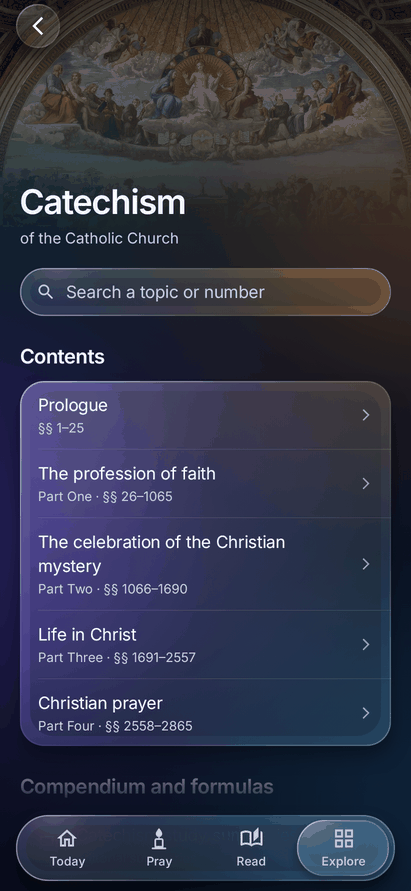 Catechism
of the Catholic Church
Search a topic or number
Contents
Prologue
§§ 1–25
The profession of faith
Part One · §§ 26–1065
The celebration of the Christian
mystery
Part Two · §§ 1066–1690
Life in Christ
Part Three · §§ 1691–2557
Christian prayer
Part Four · §§ 2558–2865
Compendium and formulas
Today
Pray
Read
Explore